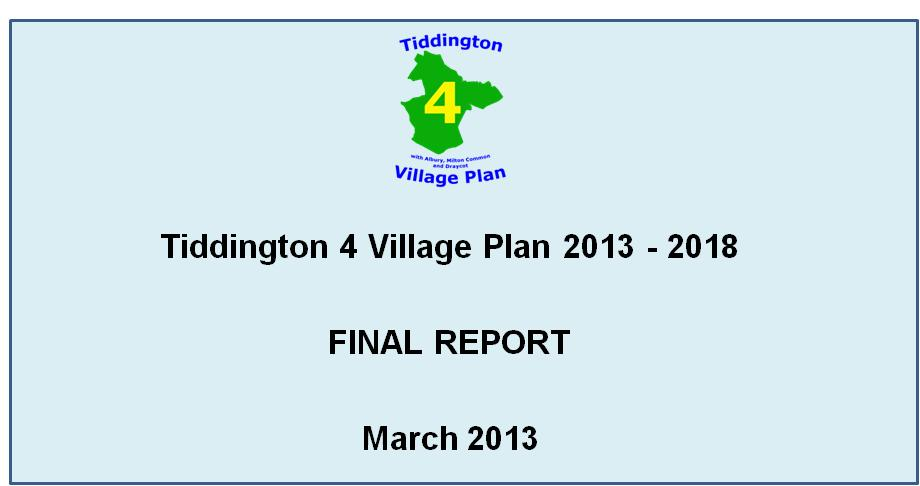 Tiddington
4
with Albury, Milton Common
and Draycot
Village Plan
Tiddington 4 Village Plan 2013 - 2018
FINAL REPORT
March 2013